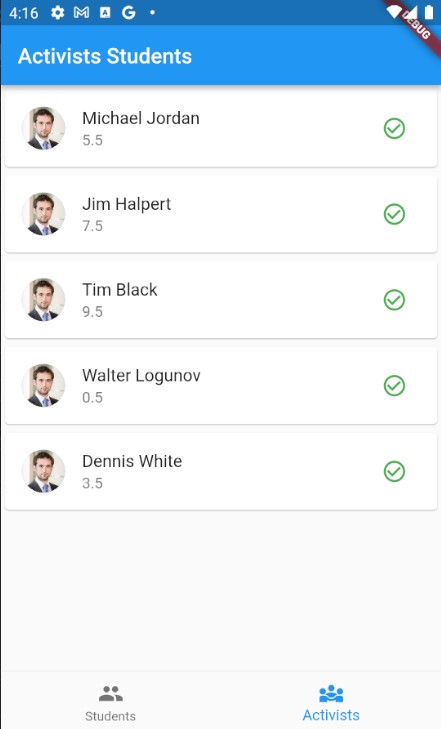 4:16
DEBUG
Activists Students
Michael Jordan
5.5
Jim Halpert
7.5
Tim Black
9.5
Walter Logunov
0.5
Dennis White
3.5
Students
Activists